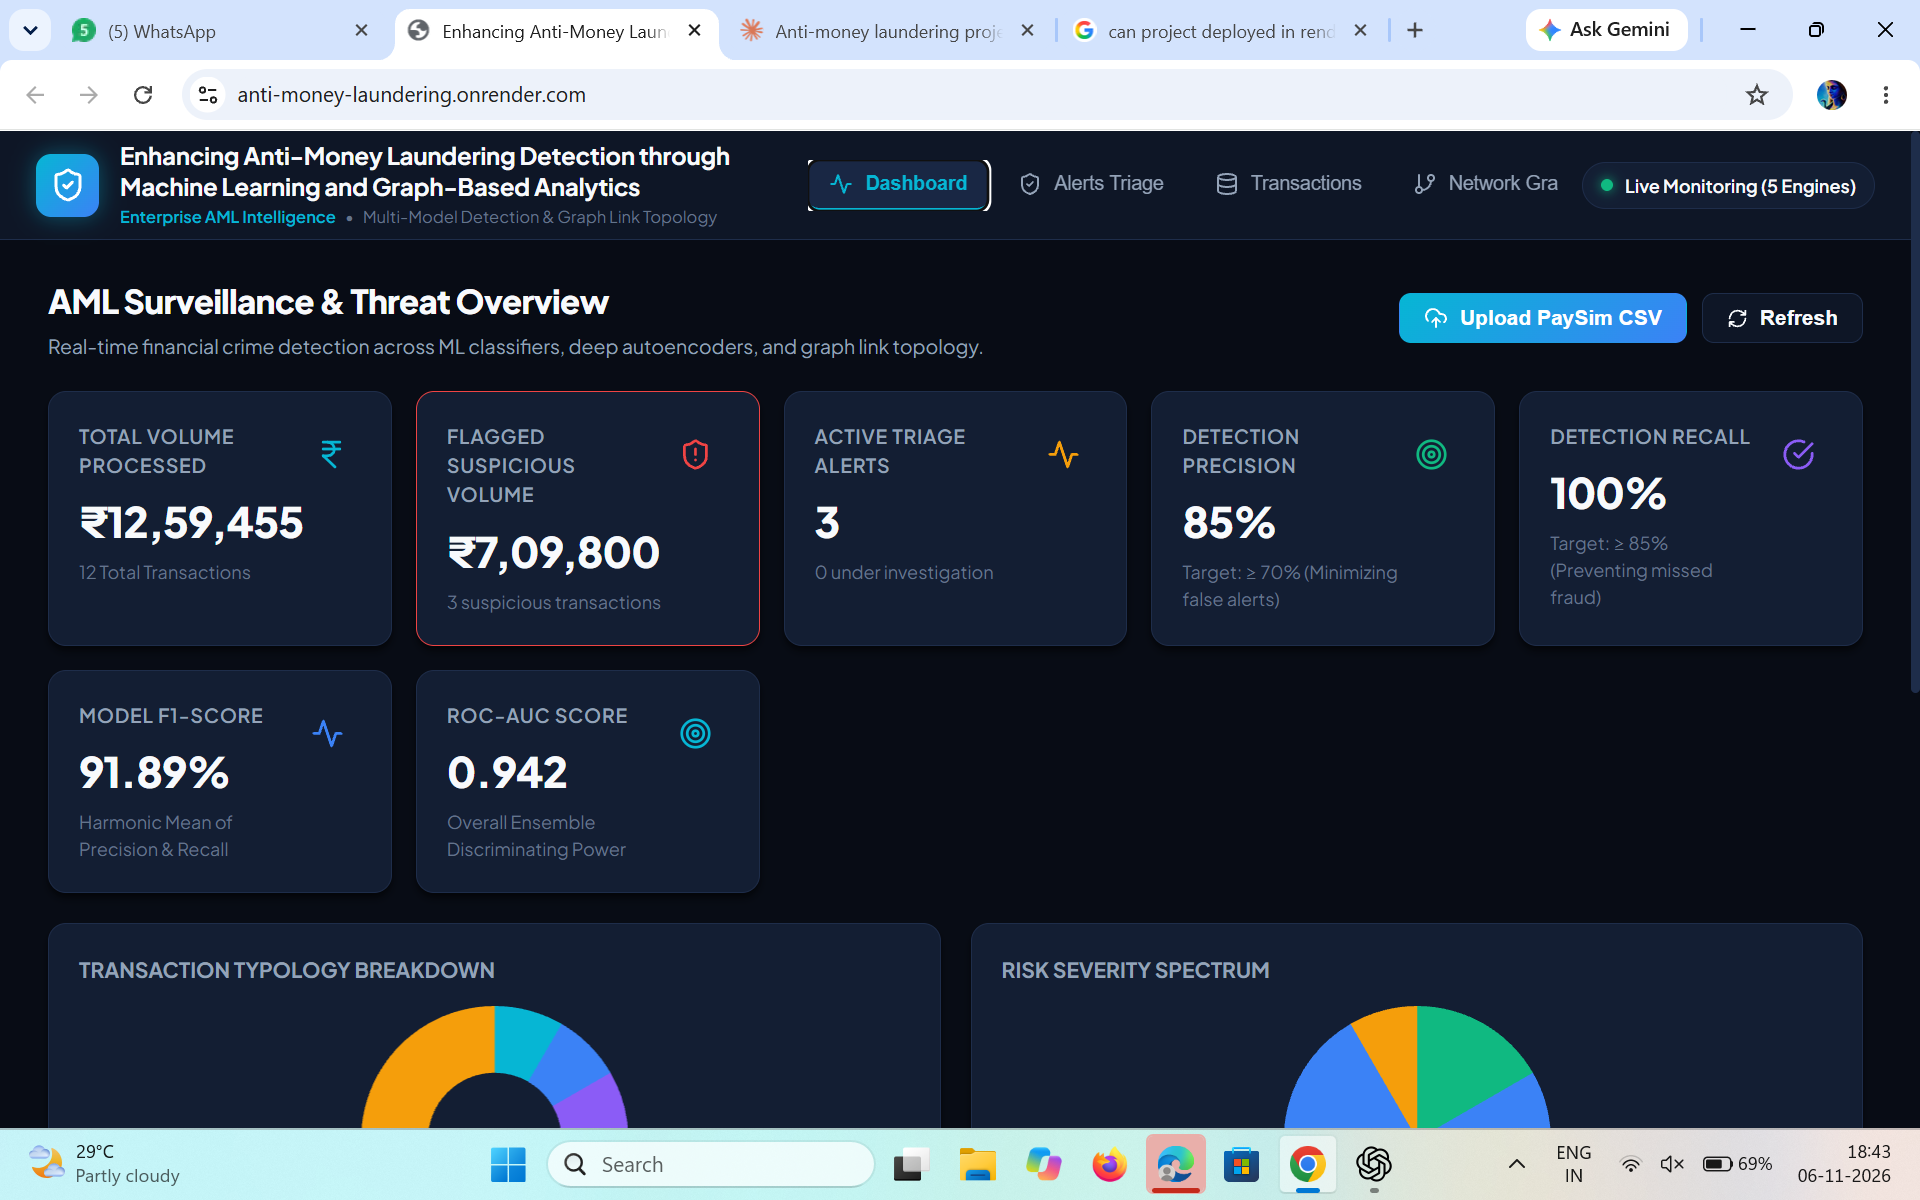 (5) WhatsApp
Enhancing Anti-Money Laun
Anti-money laundering proje
can project deployed in rend
Ask Gemini
anti-money-laundering.onrender.com
Enhancing Anti-Money Laundering Detection through
Machine Learning and Graph-Based Analytics
Enterprise AML Intelligence • Multi-Model Detection & Graph Link Topology
Dashboard
Alerts Triage
Transactions
Network Gra
Live Monitoring (5 Engines)
AML Surveillance & Threat Overview
Real-time financial crime detection across ML classifiers, deep autoencoders, and graph link topology.
Upload PaySim CSV
Refresh
TOTAL VOLUME
PROCESSED
₹12,59,455
12 Total Transactions
FLAGGED
SUSPICIOUS
VOLUME
₹7,09,800
3 suspicious transactions
ACTIVE TRIAGE
ALERTS
3
0 under investigation
DETECTION
PRECISION
85%
Target: ≥ 70% (Minimizing
false alerts)
DETECTION RECALL
100%
Target: ≥ 85%
(Preventing missed
fraud)
MODEL F1-SCORE
91.89%
Harmonic Mean of
Precision & Recall
ROC-AUC SCORE
0.942
Overall Ensemble
Discriminating Power
TRANSACTION TYPOLOGY BREAKDOWN
RISK SEVERITY SPECTRUM
29°C
Partly cloudy
Search
ENG
IN
69%
18:43
06-11-2026